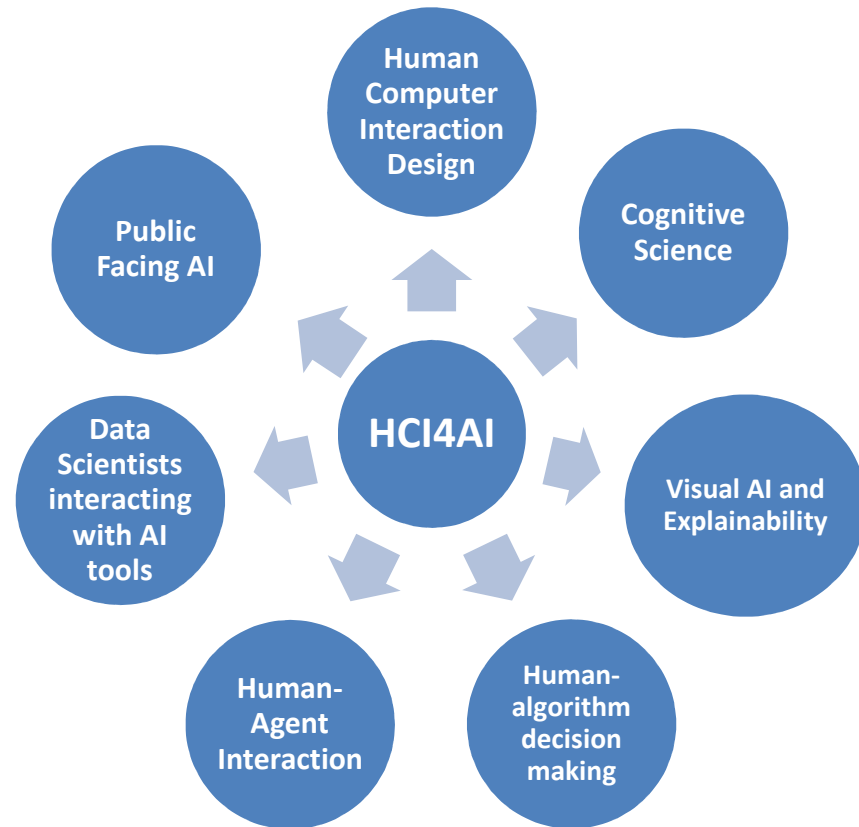 Human
Computer
Interaction
Design
Cognitive
Science
Visual AI and
Explainability
Human-
algorithm
decision
making
Human-
Agent
Interaction
Data
Scientists
interacting
with AI
tools
Public
Facing AI
HCI4AI